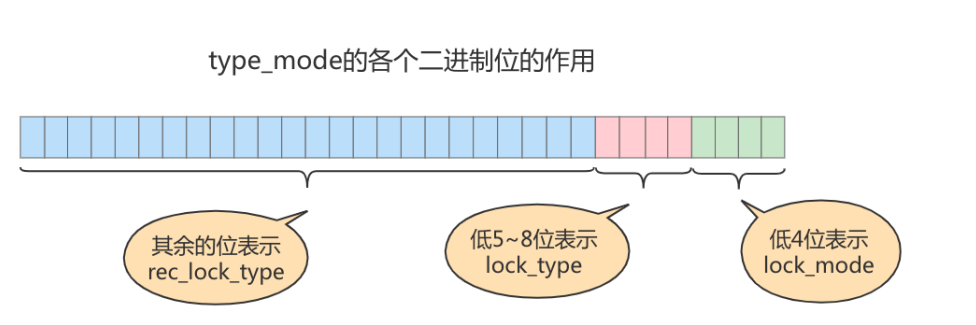 type_mode的各个二进制位的作用
其余的位表示
rec_lock_type
低5~8位表示
lock_type
低4位表示
lock_mode